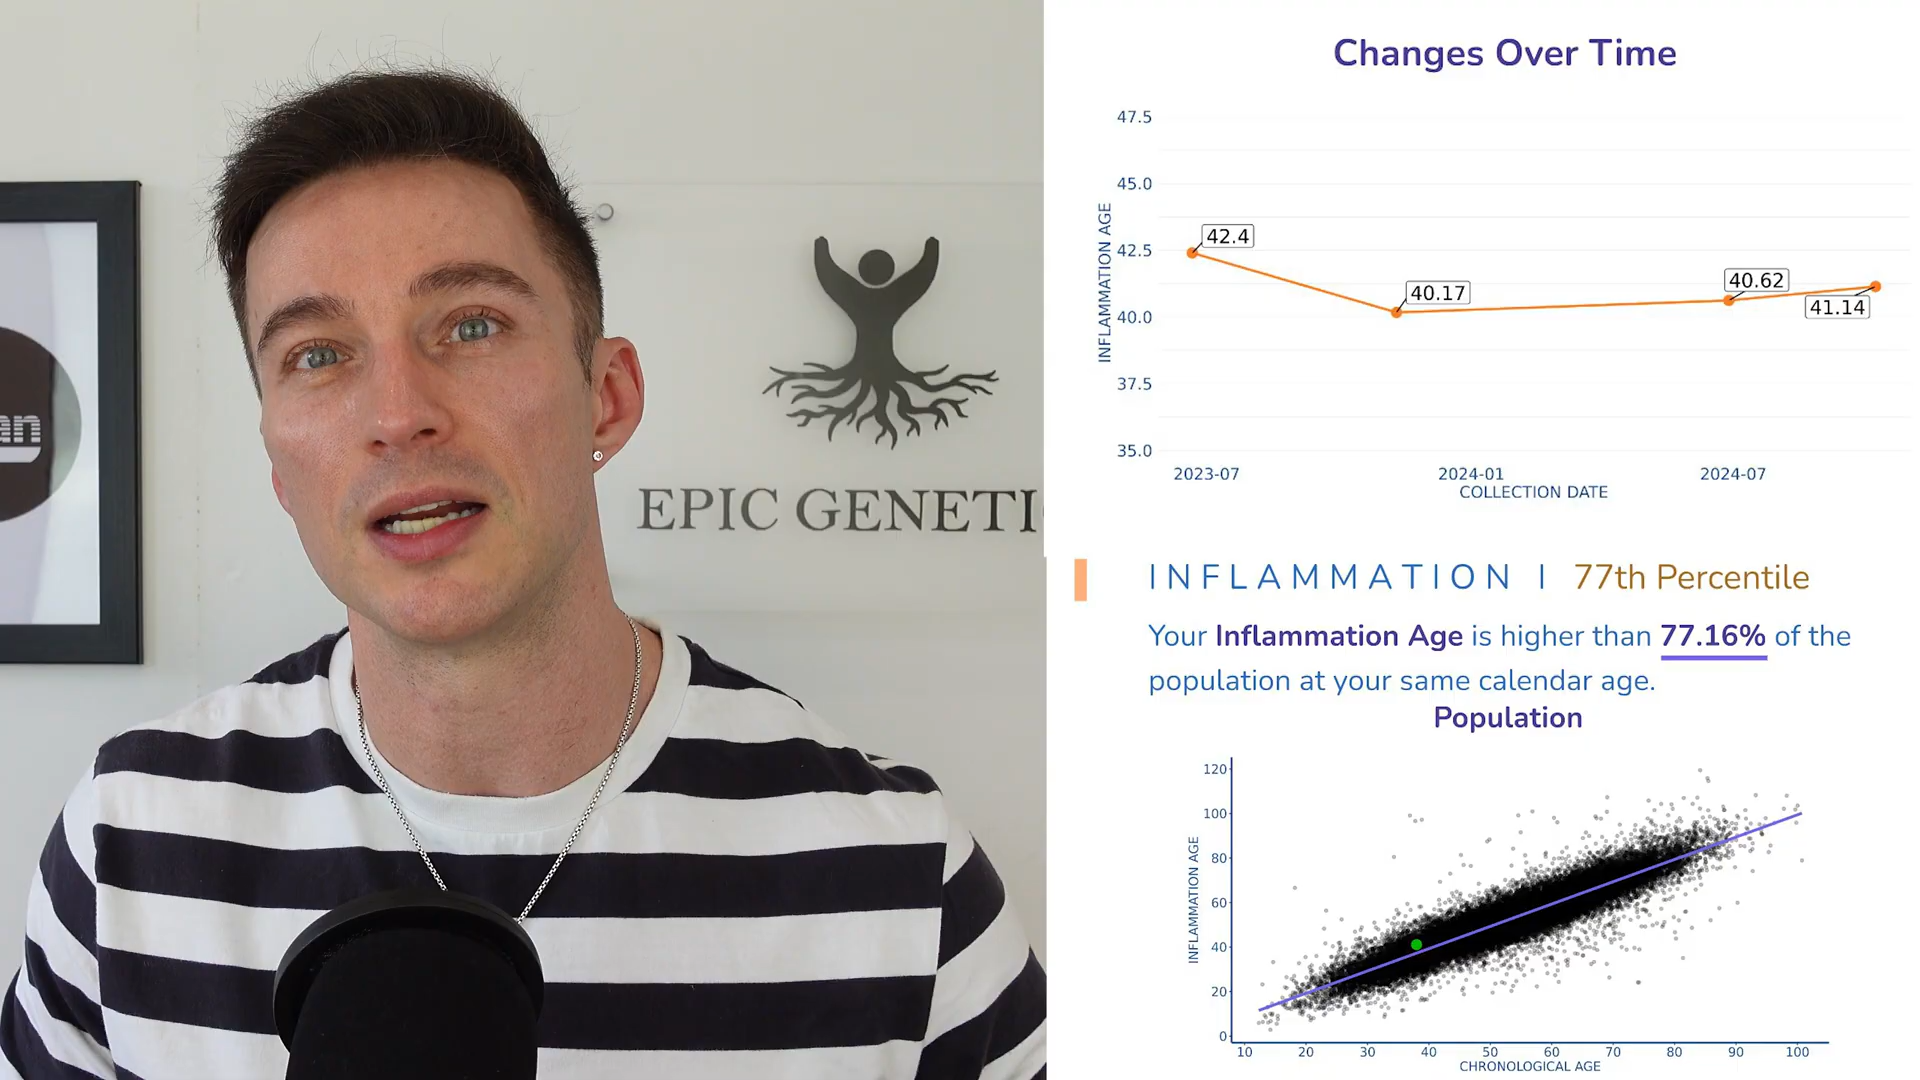 an
EPIC GENETI
Changes Over Time
47.5
45.0
42.5
40.0
37.5
35.0
INFLAMMATION AGE
42.4
40.17
40.62
41.14
2023-07
2024-01
2024-07
COLLECTION DATE
INFLAMMATION | 77th Percentile
Your Inflammation Age is higher than 77.16% of the
population at your same calendar age.
Population
120
100
80
60
40
20
0
INFLAMMATION AGE
10 20 30 40 50 60 70 80 90 100
CHRONOLOGICAL AGE